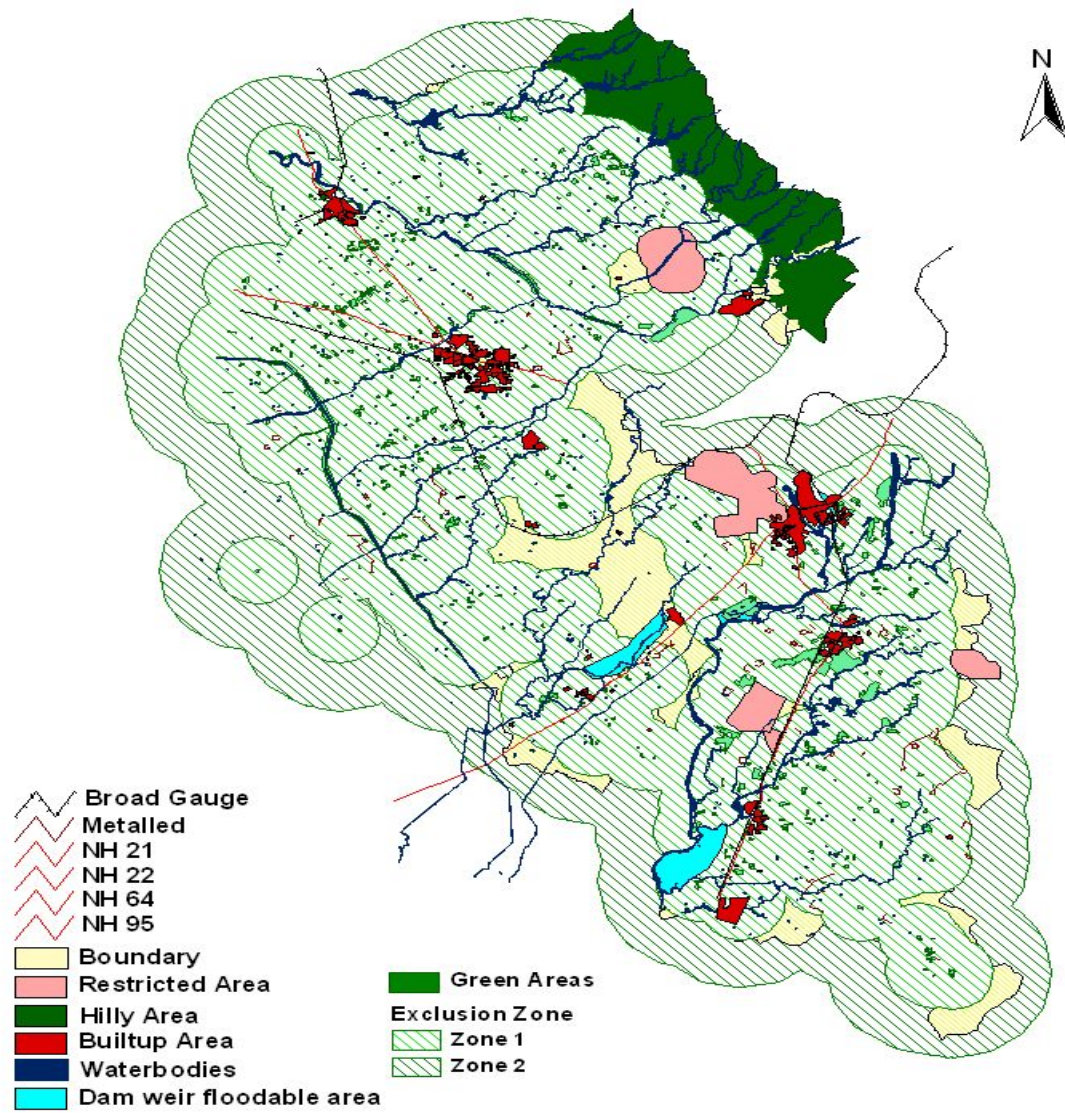 N
Broad Gauge
Metalled
NH 21
NH 22
NH 64
NH 95
Boundary
Restricted Area
Hilly Area
Builtup Area
Waterbodies
Dam weir floodable area
Green Areas
Exclusion Zone
Zone 1
Zone 2